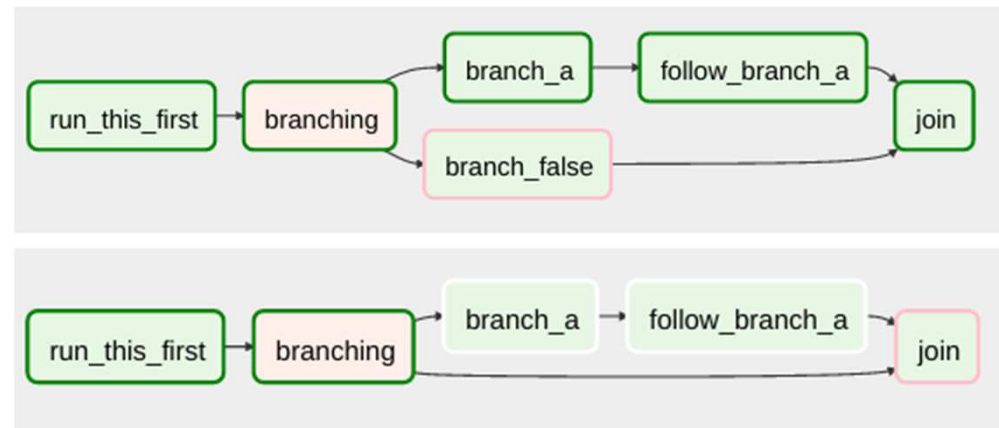 run_this_first
branching
branch_a
follow_branch_a
branch_false
join
run_this_first
branching
branch_a
follow_branch_a
join